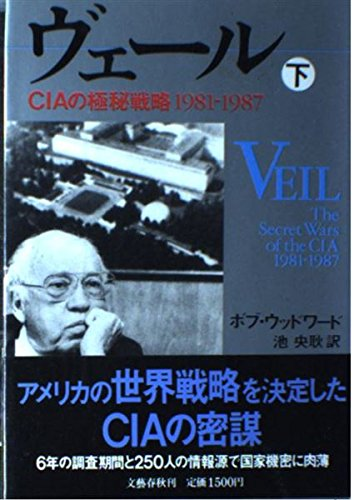 ヴェール
下
CIAの極秘戦略 1981-1987
VEIL
The
Secret Wars
of the CIA
1981-1987
ボブ・ウッドワード
池 央耿訳
アメリカの世界戦略を決定した
CIAの密謀
6年の調査期間と250人の情報源で国家機密に肉薄
文藝春秋刊 定価1500円